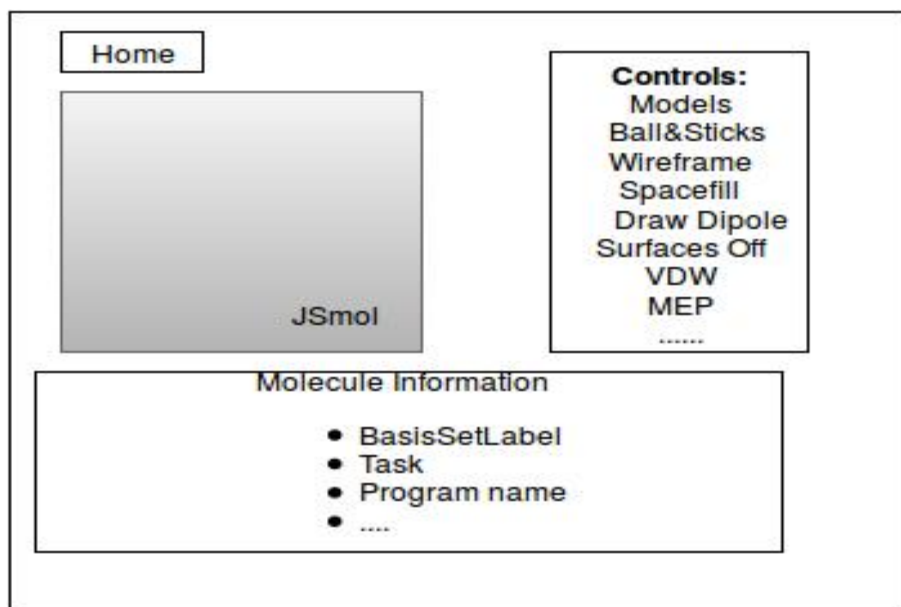 Home
JSmol
Controls:
Models
Ball&Sticks
Wireframe
Spacefill
Draw Dipole
Surfaces Off
VDW
MEP
......
Molecule Information
• BasisSetLabel
• Task
• Program name
• ....